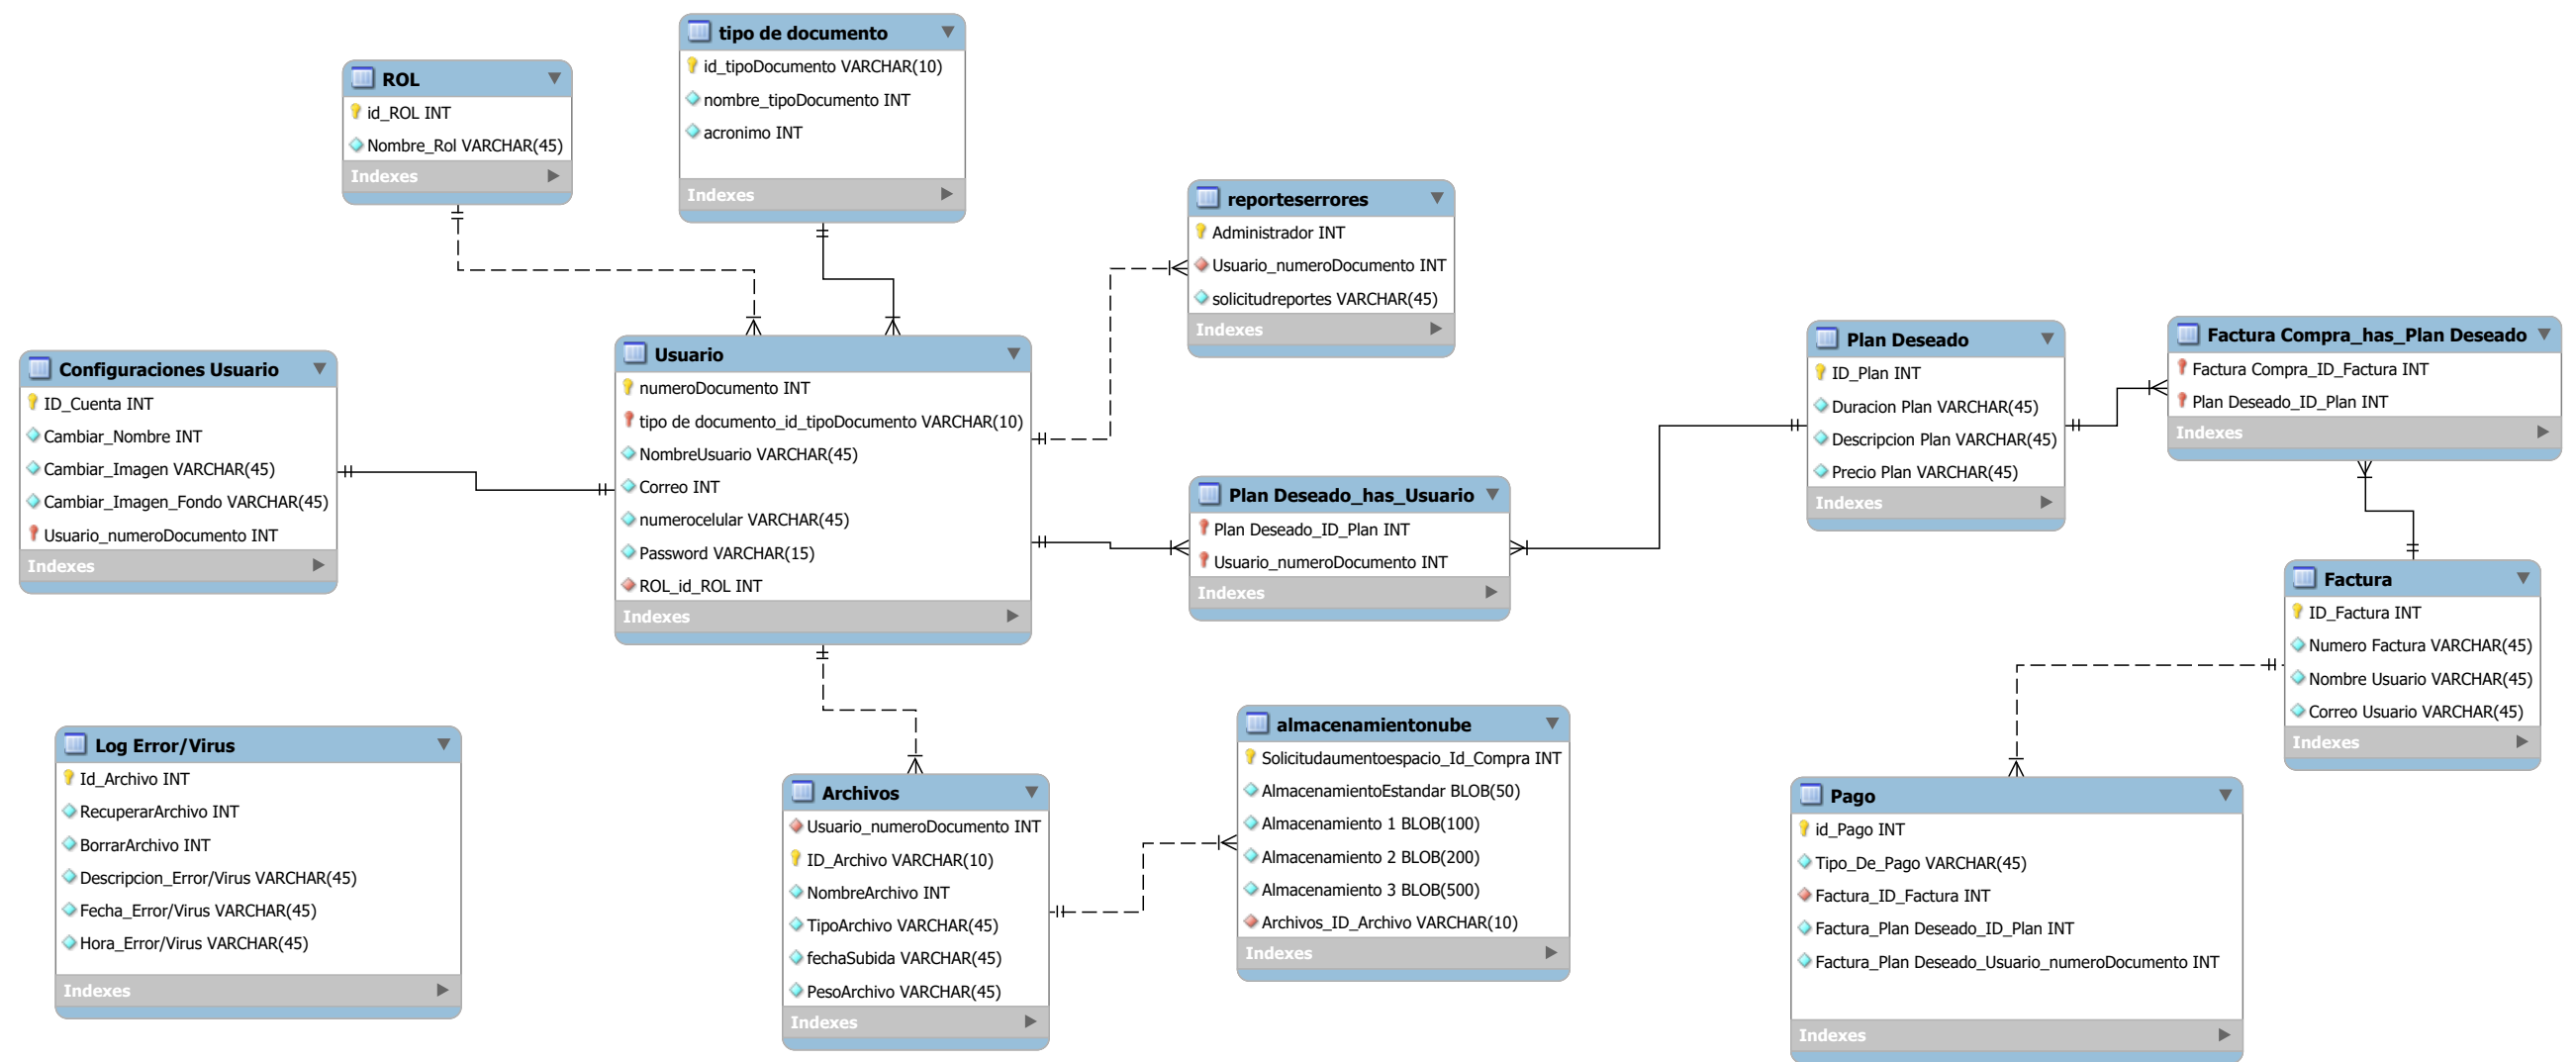 tipo de documento
id_tipoDocumento VARCHAR(10)
nombre_tipoDocumento INT
acronimo INT
Indexes
ROL
id_ROL INT
Nombre_Rol VARCHAR(45)
Indexes
reporteserrores
Administrador INT
Usuario_numeroDocumento INT
solicitudreportes VARCHAR(45)
Indexes
Configuraciones Usuario
ID_Cuenta INT
Cambiar_Nombre INT
Cambiar_Imagen VARCHAR(45)
Cambiar_Imagen_Fondo VARCHAR(45)
Usuario_numeroDocumento INT
Indexes
Usuario
numeroDocumento INT
tipo de documento_id_tipoDocumento VARCHAR(10)
NombreUsuario VARCHAR(45)
Correo INT
numerocelular VARCHAR(45)
Password VARCHAR(15)
ROL_id_ROL INT
Indexes
Plan Deseado_has_Usuario
Plan Deseado_ID_Plan INT
Usuario_numeroDocumento INT
Indexes
Plan Deseado
ID_Plan INT
Duracion Plan VARCHAR(45)
Descripcion Plan VARCHAR(45)
Precio Plan VARCHAR(45)
Indexes
Factura Compra_has_Plan Deseado
Factura Compra_ID_Factura INT
Plan Deseado_ID_Plan INT
Indexes
Factura
ID_Factura INT
Numero Factura VARCHAR(45)
Nombre Usuario VARCHAR(45)
Correo Usuario VARCHAR(45)
Indexes
Log Error/Virus
Id_Archivo INT
RecuperarArchivo INT
BorrarArchivo INT
Descripcion_Error/Virus VARCHAR(45)
Fecha_Error/Virus VARCHAR(45)
Hora_Error/Virus VARCHAR(45)
Indexes
Archivos
Usuario_numeroDocumento INT
ID_Archivo VARCHAR(10)
NombreArchivo INT
TipoArchivo VARCHAR(45)
fechaSubida VARCHAR(45)
PesoArchivo VARCHAR(45)
Indexes
almacenamientonube
Solicitudaumentoespacio_Id_Compra INT
AlmacenamientoEstandar BLOB(50)
Almacenamiento 1 BLOB(100)
Almacenamiento 2 BLOB(200)
Almacenamiento 3 BLOB(500)
Archivos_ID_Archivo VARCHAR(10)
Indexes
Pago
id_Pago INT
Tipo_De_Pago VARCHAR(45)
Factura_ID_Factura INT
Factura_Plan Deseado_ID_Plan INT
Factura_Plan Deseado_Usuario_numeroDocumento INT
Indexes